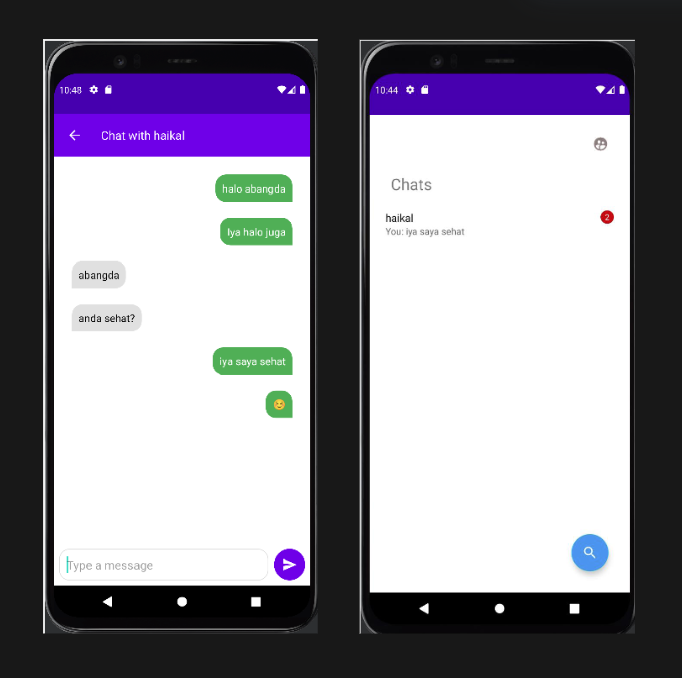 10:48
Chat with haikal
halo abangda
Iya halo juga
abangda
anda sehat?
iya saya sehat
☺️
Type a message
10:44
Chats
haikal
2
You: iya saya sehat